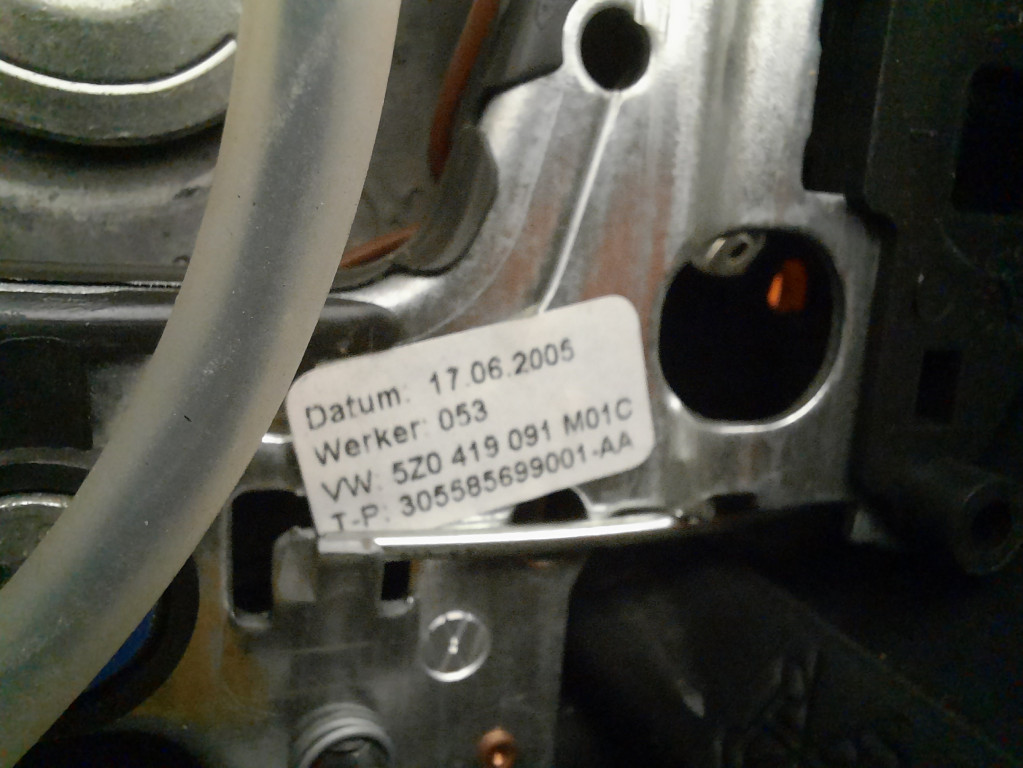 Datum: 17.06.2005
Werker: 053
VW: 5Z0 419 091 M01C
T-P: 305585699001-AA